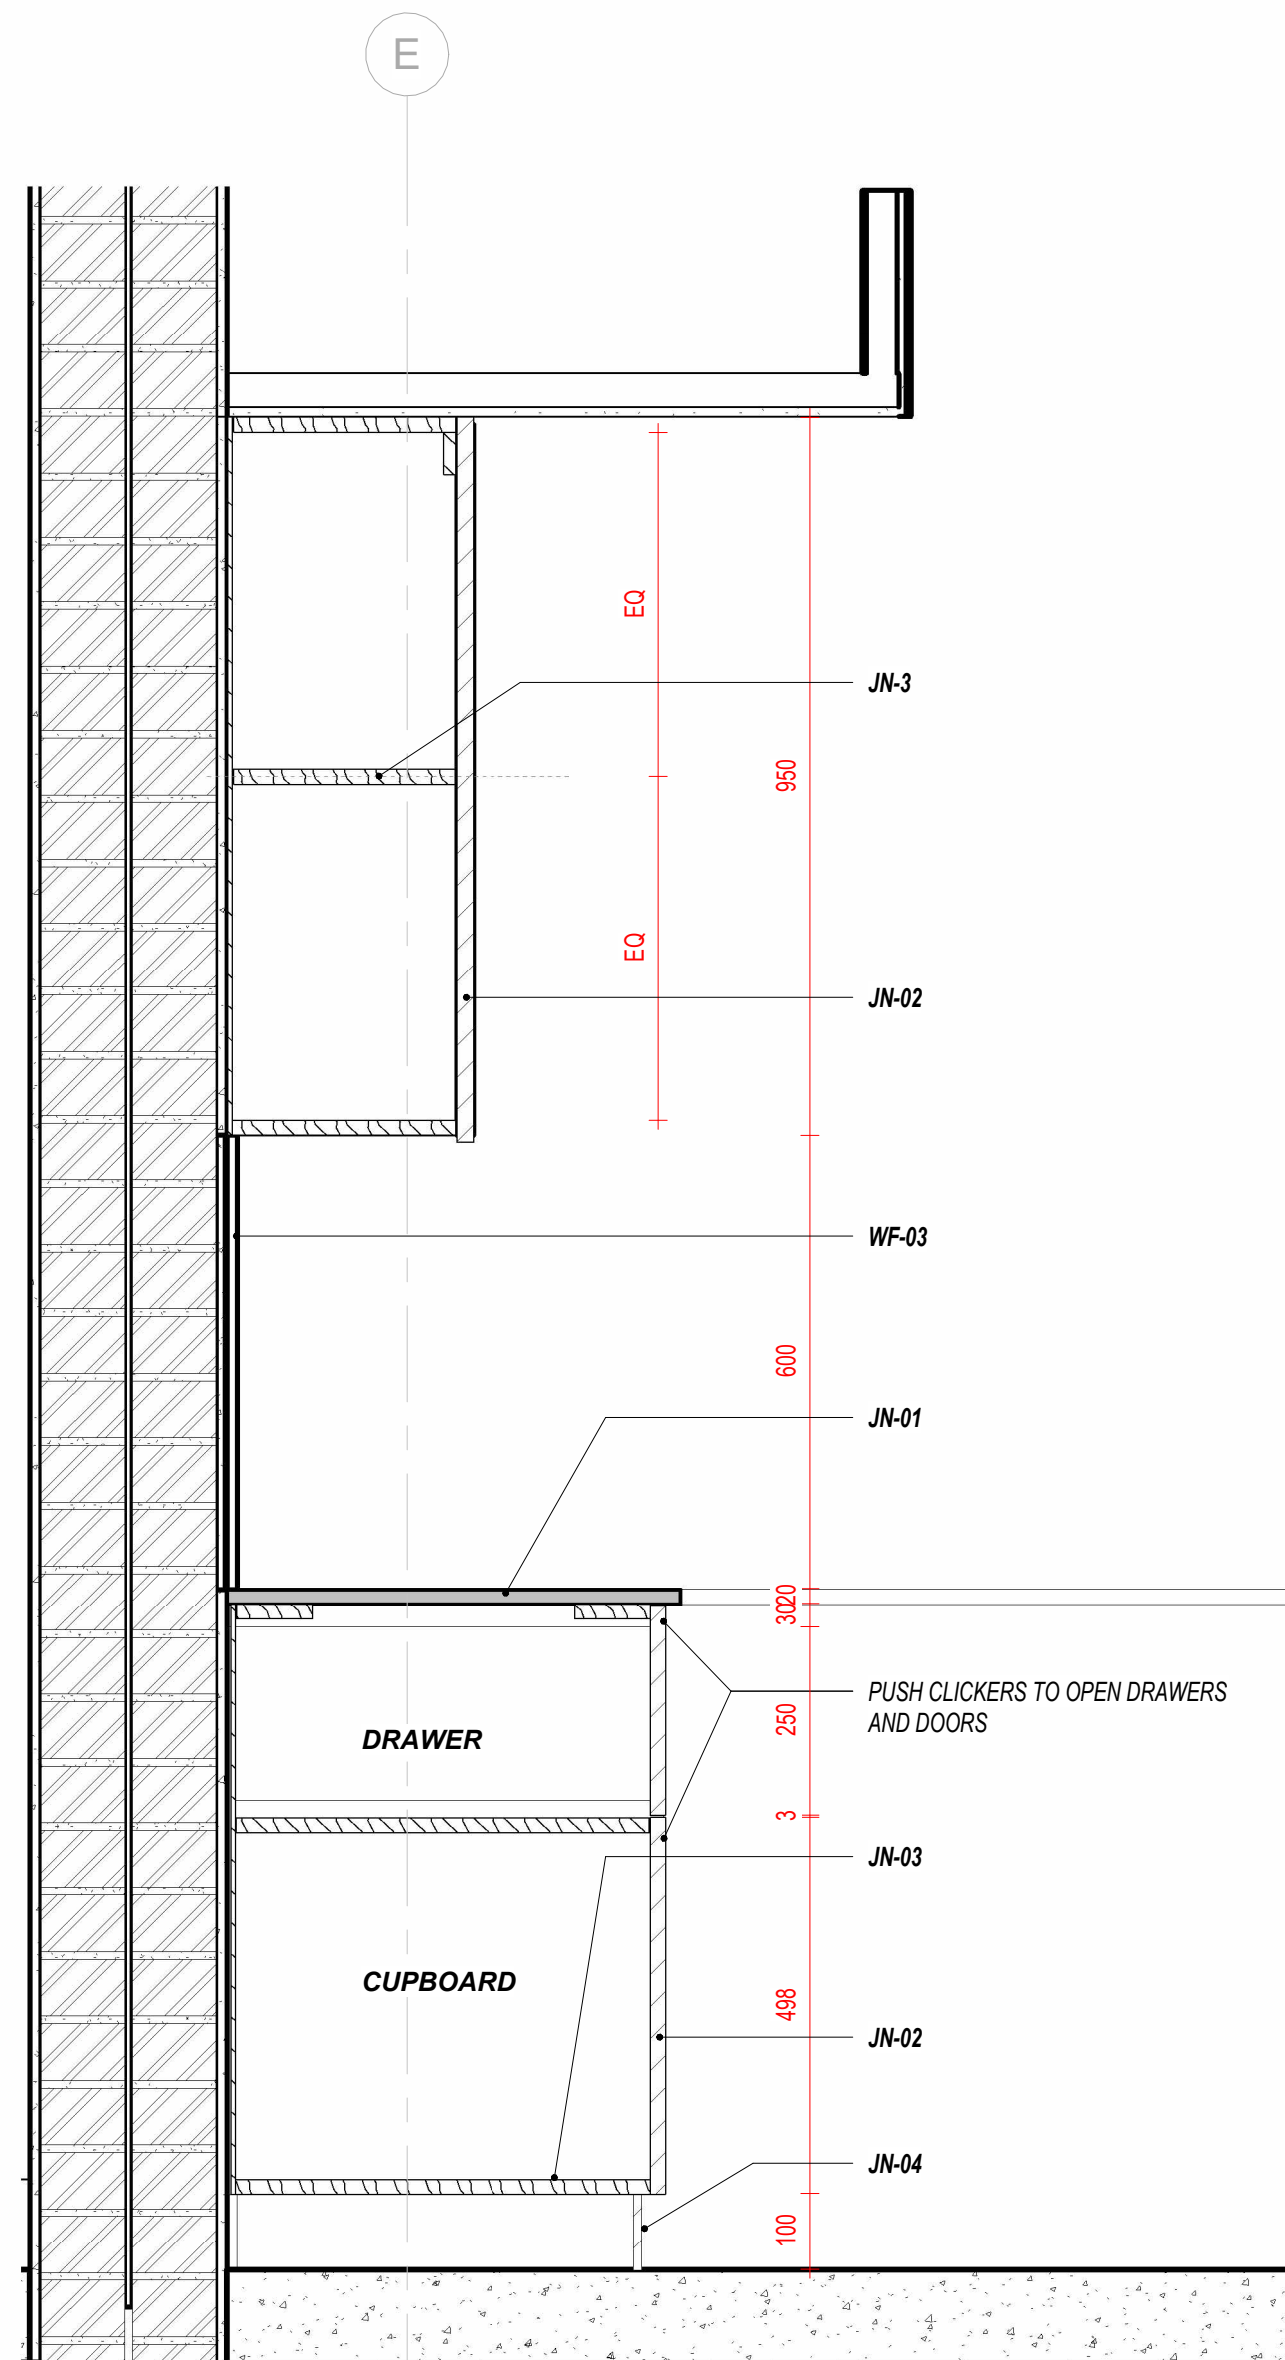 E
EQ
JN-3
950
EQ
JN-02
WF-03
600
JN-01
20
30
PUSH CLICKERS TO OPEN DRAWERS
AND DOORS
250
DRAWER
3
JN-03
CUPBOARD
498
JN-02
JN-04
100